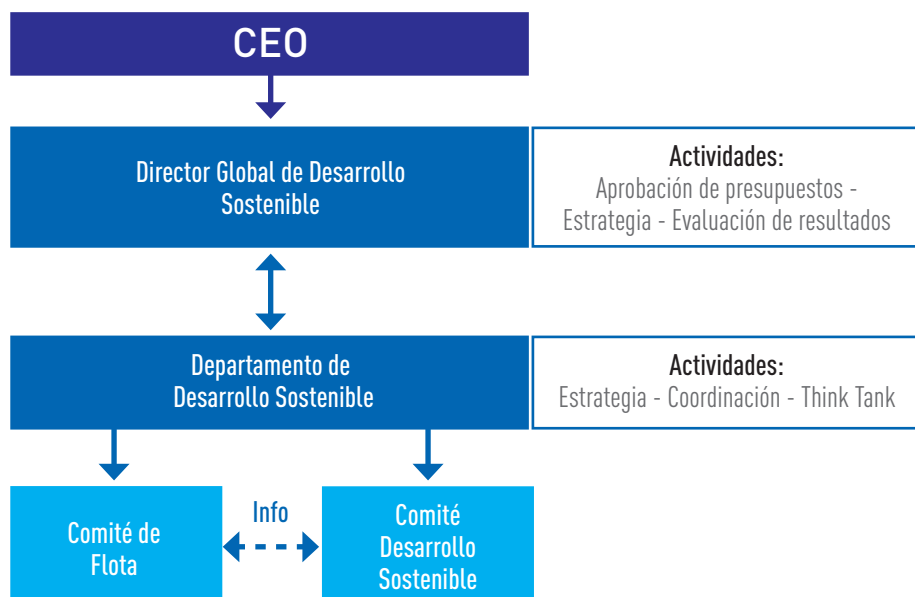 CEO
Director Global de Desarrollo
Sostenible
Actividades:
Aprobación de presupuestos -
Estrategia - Evaluación de resultados
Departamento de
Desarrollo Sostenible
Actividades:
Estrategia - Coordinación - Think Tank
Comité de
Flota
Info
Comité
Desarrollo
Sostenible